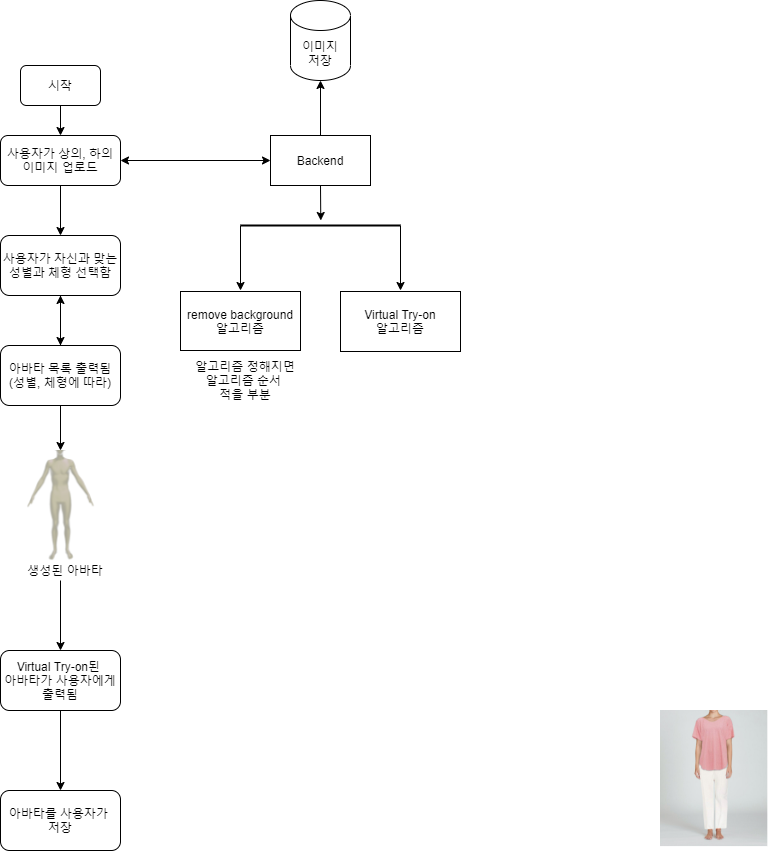 이미지
저장
시작
사용자가 상의, 하의
이미지 업로드
Backend
사용자가 자신과 맞는
성별과 체형 선택함
remove background
알고리즘
Virtual Try-on
알고리즘
아바타 목록 출력됨
(성별, 체형에 따라)
알고리즘 정해지면
알고리즘 순서
적을 부분
생성된 아바타
Virtual Try-on된
아바타가 사용자에게
출력됨
아바타를 사용자가
저장